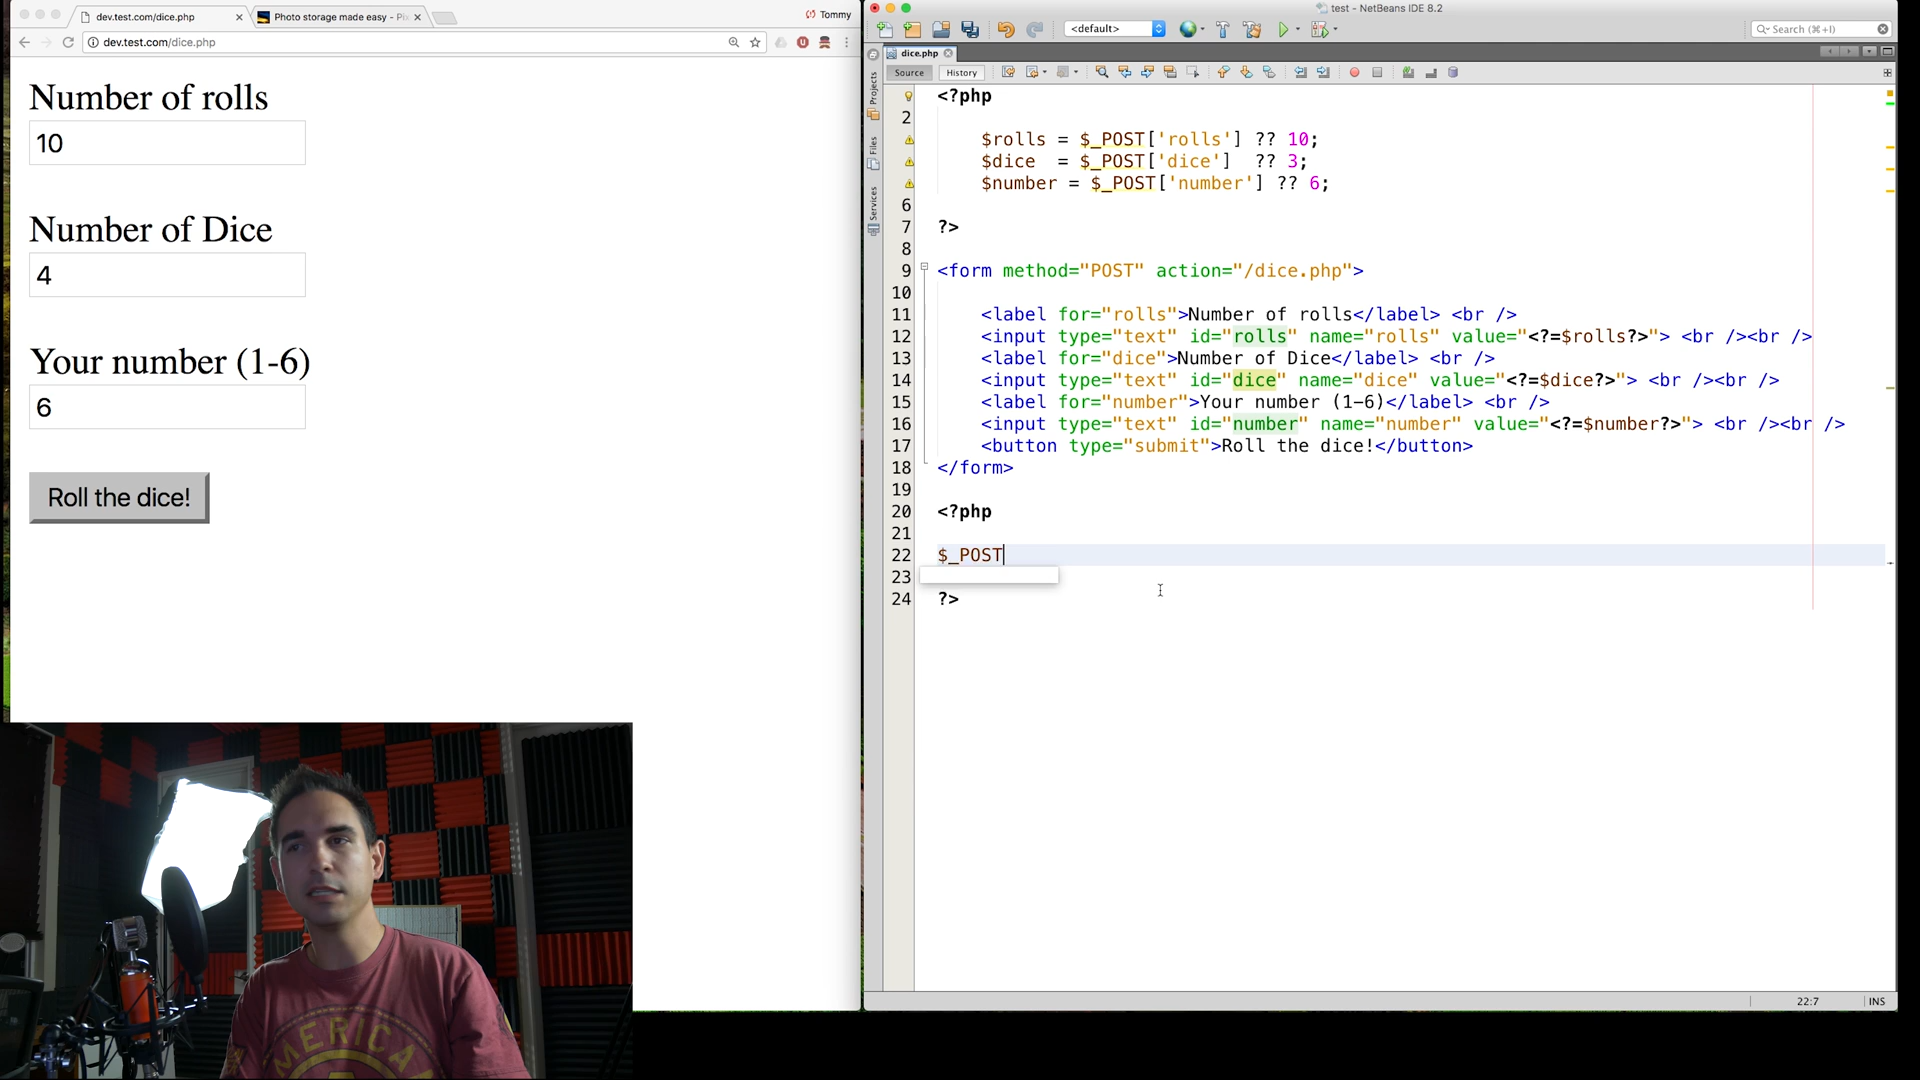 dev.test.com/dice.php
Photo storage made easy - Pi
Tommy
dev.test.com/dice.php
Number of rolls
10
Number of Dice
4
Your number (1-6)
6
Roll the dice!
MERICA
test - NetBeans IDE 8.2
<default>
Search (⌘+I)
dice.php
Source
History
Projects
Files
Services
<?php
2
$rolls = $_POST['rolls'] ?? 10;
$dice  = $_POST['dice']  ?? 3;
$number = $_POST['number'] ?? 6;
6
7 ?>
8
9 <form method="POST" action="/dice.php">
10
11 <label for="rolls">Number of rolls</label> <br />
12 <input type="text" id="rolls" name="rolls" value="<?=$rolls?>"> <br /><br />
13 <label for="dice">Number of Dice</label> <br />
14 <input type="text" id="dice" name="dice" value="<?=$dice?>"> <br /><br />
15 <label for="number">Your number (1-6)</label> <br />
16 <input type="text" id="number" name="number" value="<?=$number?>"> <br /><br />
17 <button type="submit">Roll the dice!</button>
18 </form>
19
20 <?php
21
22 $_POST
23
24 ?>
22:7
INS